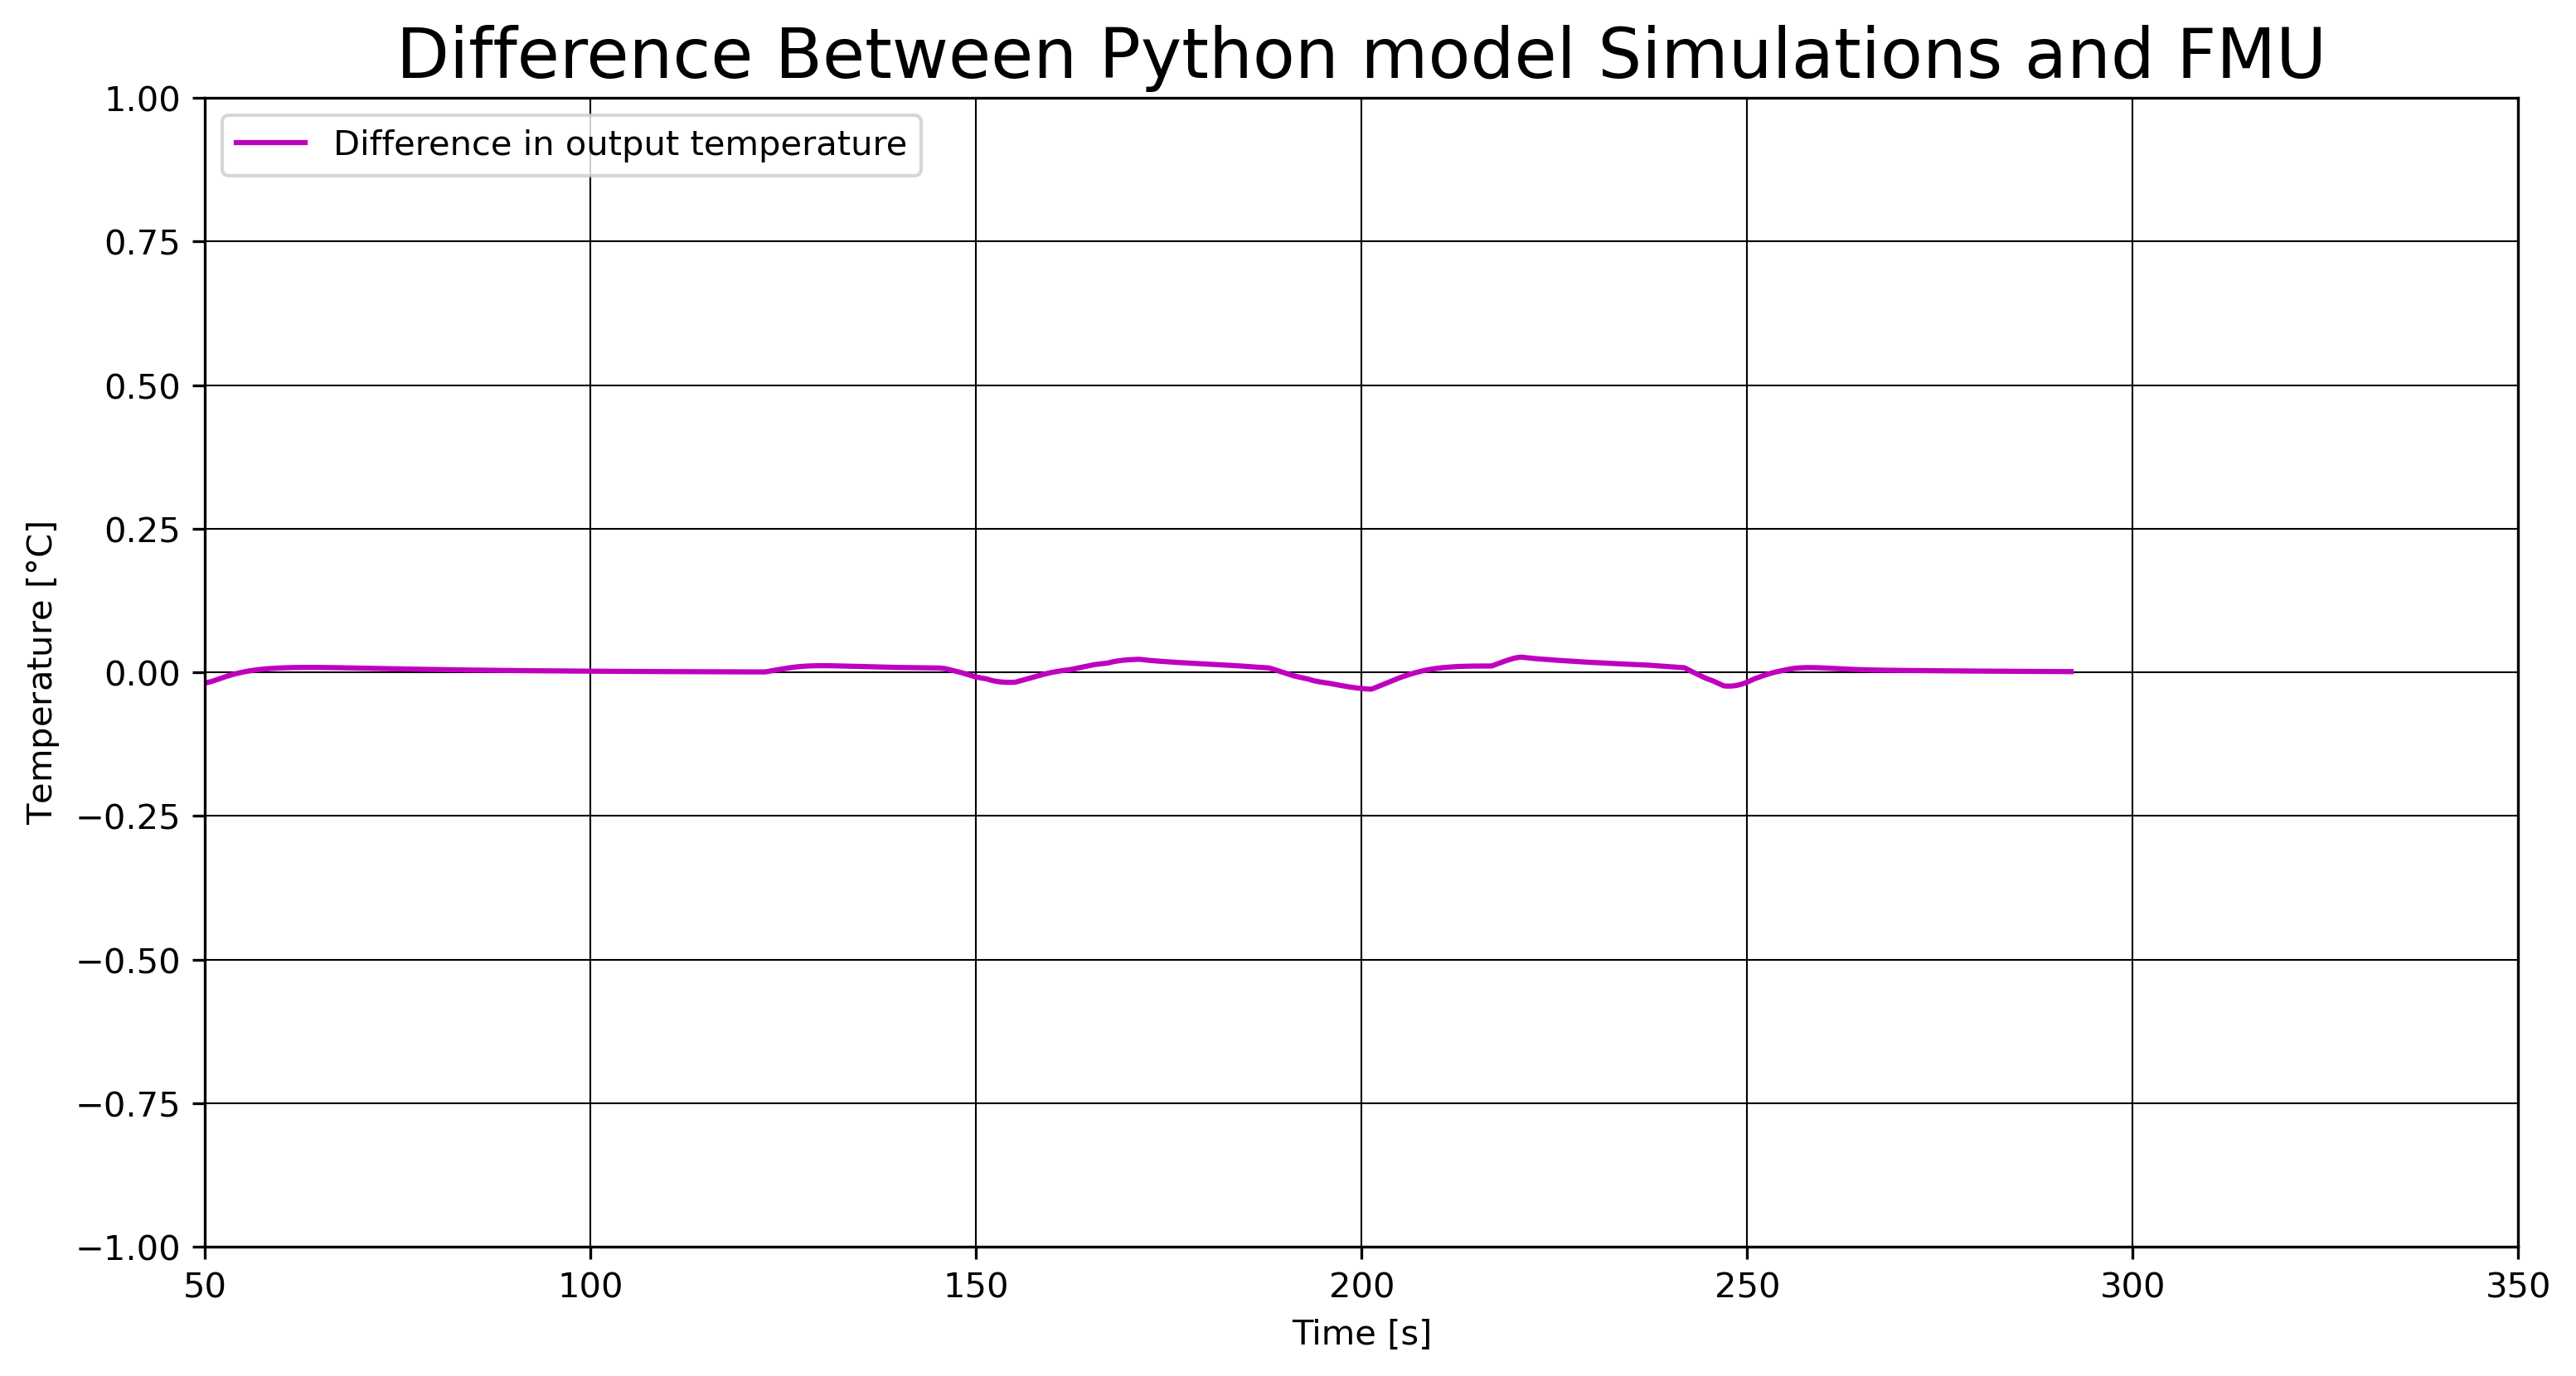 Difference Between Python model Simulations and FMU
Difference in output temperature
1.00
0.75
0.50
0.25
0.00
−0.25
−0.50
−0.75
−1.00
Temperature [°C]
50 100 150 200 250 300 350
Time [s]